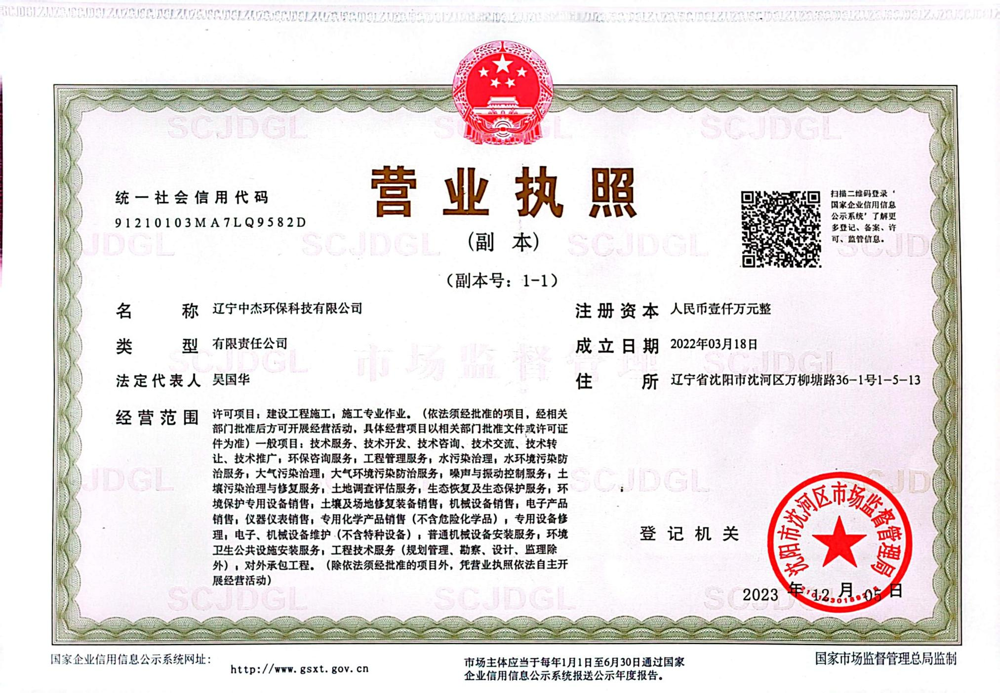 营业执照
(副 本)
（副本号：1-1）
统一社会信用代码
91210103MA7LQ9582D
扫描二维码登录‘
国家企业信用信息
公示系统’了解更
多登记、备案、许
可、监管信息。
名 称 辽宁中杰环保科技有限公司
类 型 有限责任公司
法定代表人 吴国华
经营范围 许可项目：建设工程施工；施工专业作业。（依法须经批准的项目，经相关
部门批准后方可开展经营活动，具体经营项目以相关部门批准文件或许可证
件为准）一般项目：技术服务、技术开发、技术咨询、技术交流、技术转
让、技术推广；环保咨询服务；工程管理服务；水污染治理；水环境污染防
治服务；大气污染治理；大气环境污染防治服务；噪声与振动控制服务；土
壤污染治理与修复服务；土地调查评估服务；生态恢复及生态保护服务；环
境保护专用设备销售；土壤及场地修复装备销售；机械设备销售；电子产品
销售；仪器仪表销售；专用化学产品销售（不含危险化学品）；专用设备修
理；电子、机械设备维护（不含特种设备）；普通机械设备安装服务；环境
卫生公共设施安装服务；工程技术服务（规划管理、勘察、设计、监理除
外）；对外承包工程。（除依法须经批准的项目外，凭营业执照依法自主开
展经营活动）
注册资本 人民币壹仟万元整
成立日期 2022年03月18日
住 所 辽宁省沈阳市沈河区万柳塘路36-1号1-5-13
登记机关
沈阳市沈河区市场监督管理局
2023 年 12 月 05 日
国家企业信用信息公示系统网址：
http://www.gsxt.gov.cn
市场主体应当于每年1月1日至6月30日通过国家
企业信用信息公示系统报送公示年度报告。
国家市场监督管理总局监制
SCJDGL
市场监督管理